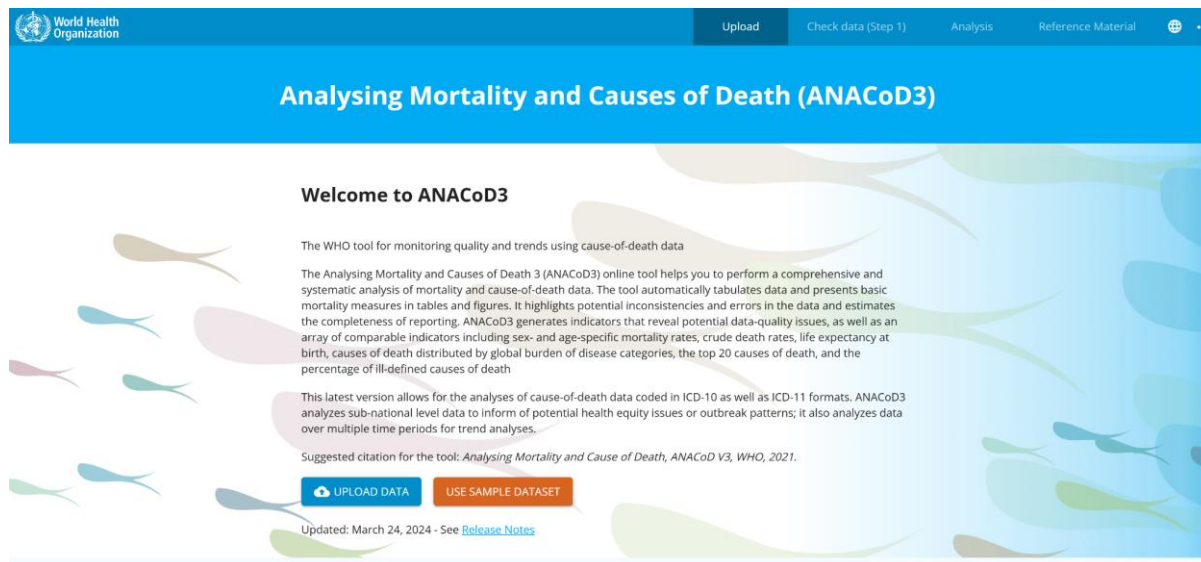 World Health
Organization
Upload
Check data (Step 1)
Analysis
Reference Material
Analysing Mortality and Causes of Death (ANACoD3)
Welcome to ANACoD3
The WHO tool for monitoring quality and trends using cause-of-death data
The Analysing Mortality and Causes of Death 3 (ANACoD3) online tool helps you to perform a comprehensive and
systematic analysis of mortality and cause-of-death data. The tool automatically tabulates data and presents basic
mortality measures in tables and figures. It highlights potential inconsistencies and errors in the data and estimates
the completeness of reporting. ANACoD3 generates indicators that reveal potential data-quality issues, as well as an
array of comparable indicators including sex- and age-specific mortality rates, crude death rates, life expectancy at
birth, causes of death distributed by global burden of disease categories, the top 20 causes of death, and the
percentage of ill-defined causes of death
This latest version allows for the analyses of cause-of-death data coded in ICD-10 as well as ICD-11 formats. ANACoD3
analyzes sub-national level data to inform of potential health equity issues or outbreak patterns; it also analyzes data
over multiple time periods for trend analyses.
Suggested citation for the tool: Analysing Mortality and Cause of Death, ANACoD V3, WHO, 2021.
UPLOAD DATA
USE SAMPLE DATASET
Updated: March 24, 2024 - See Release Notes